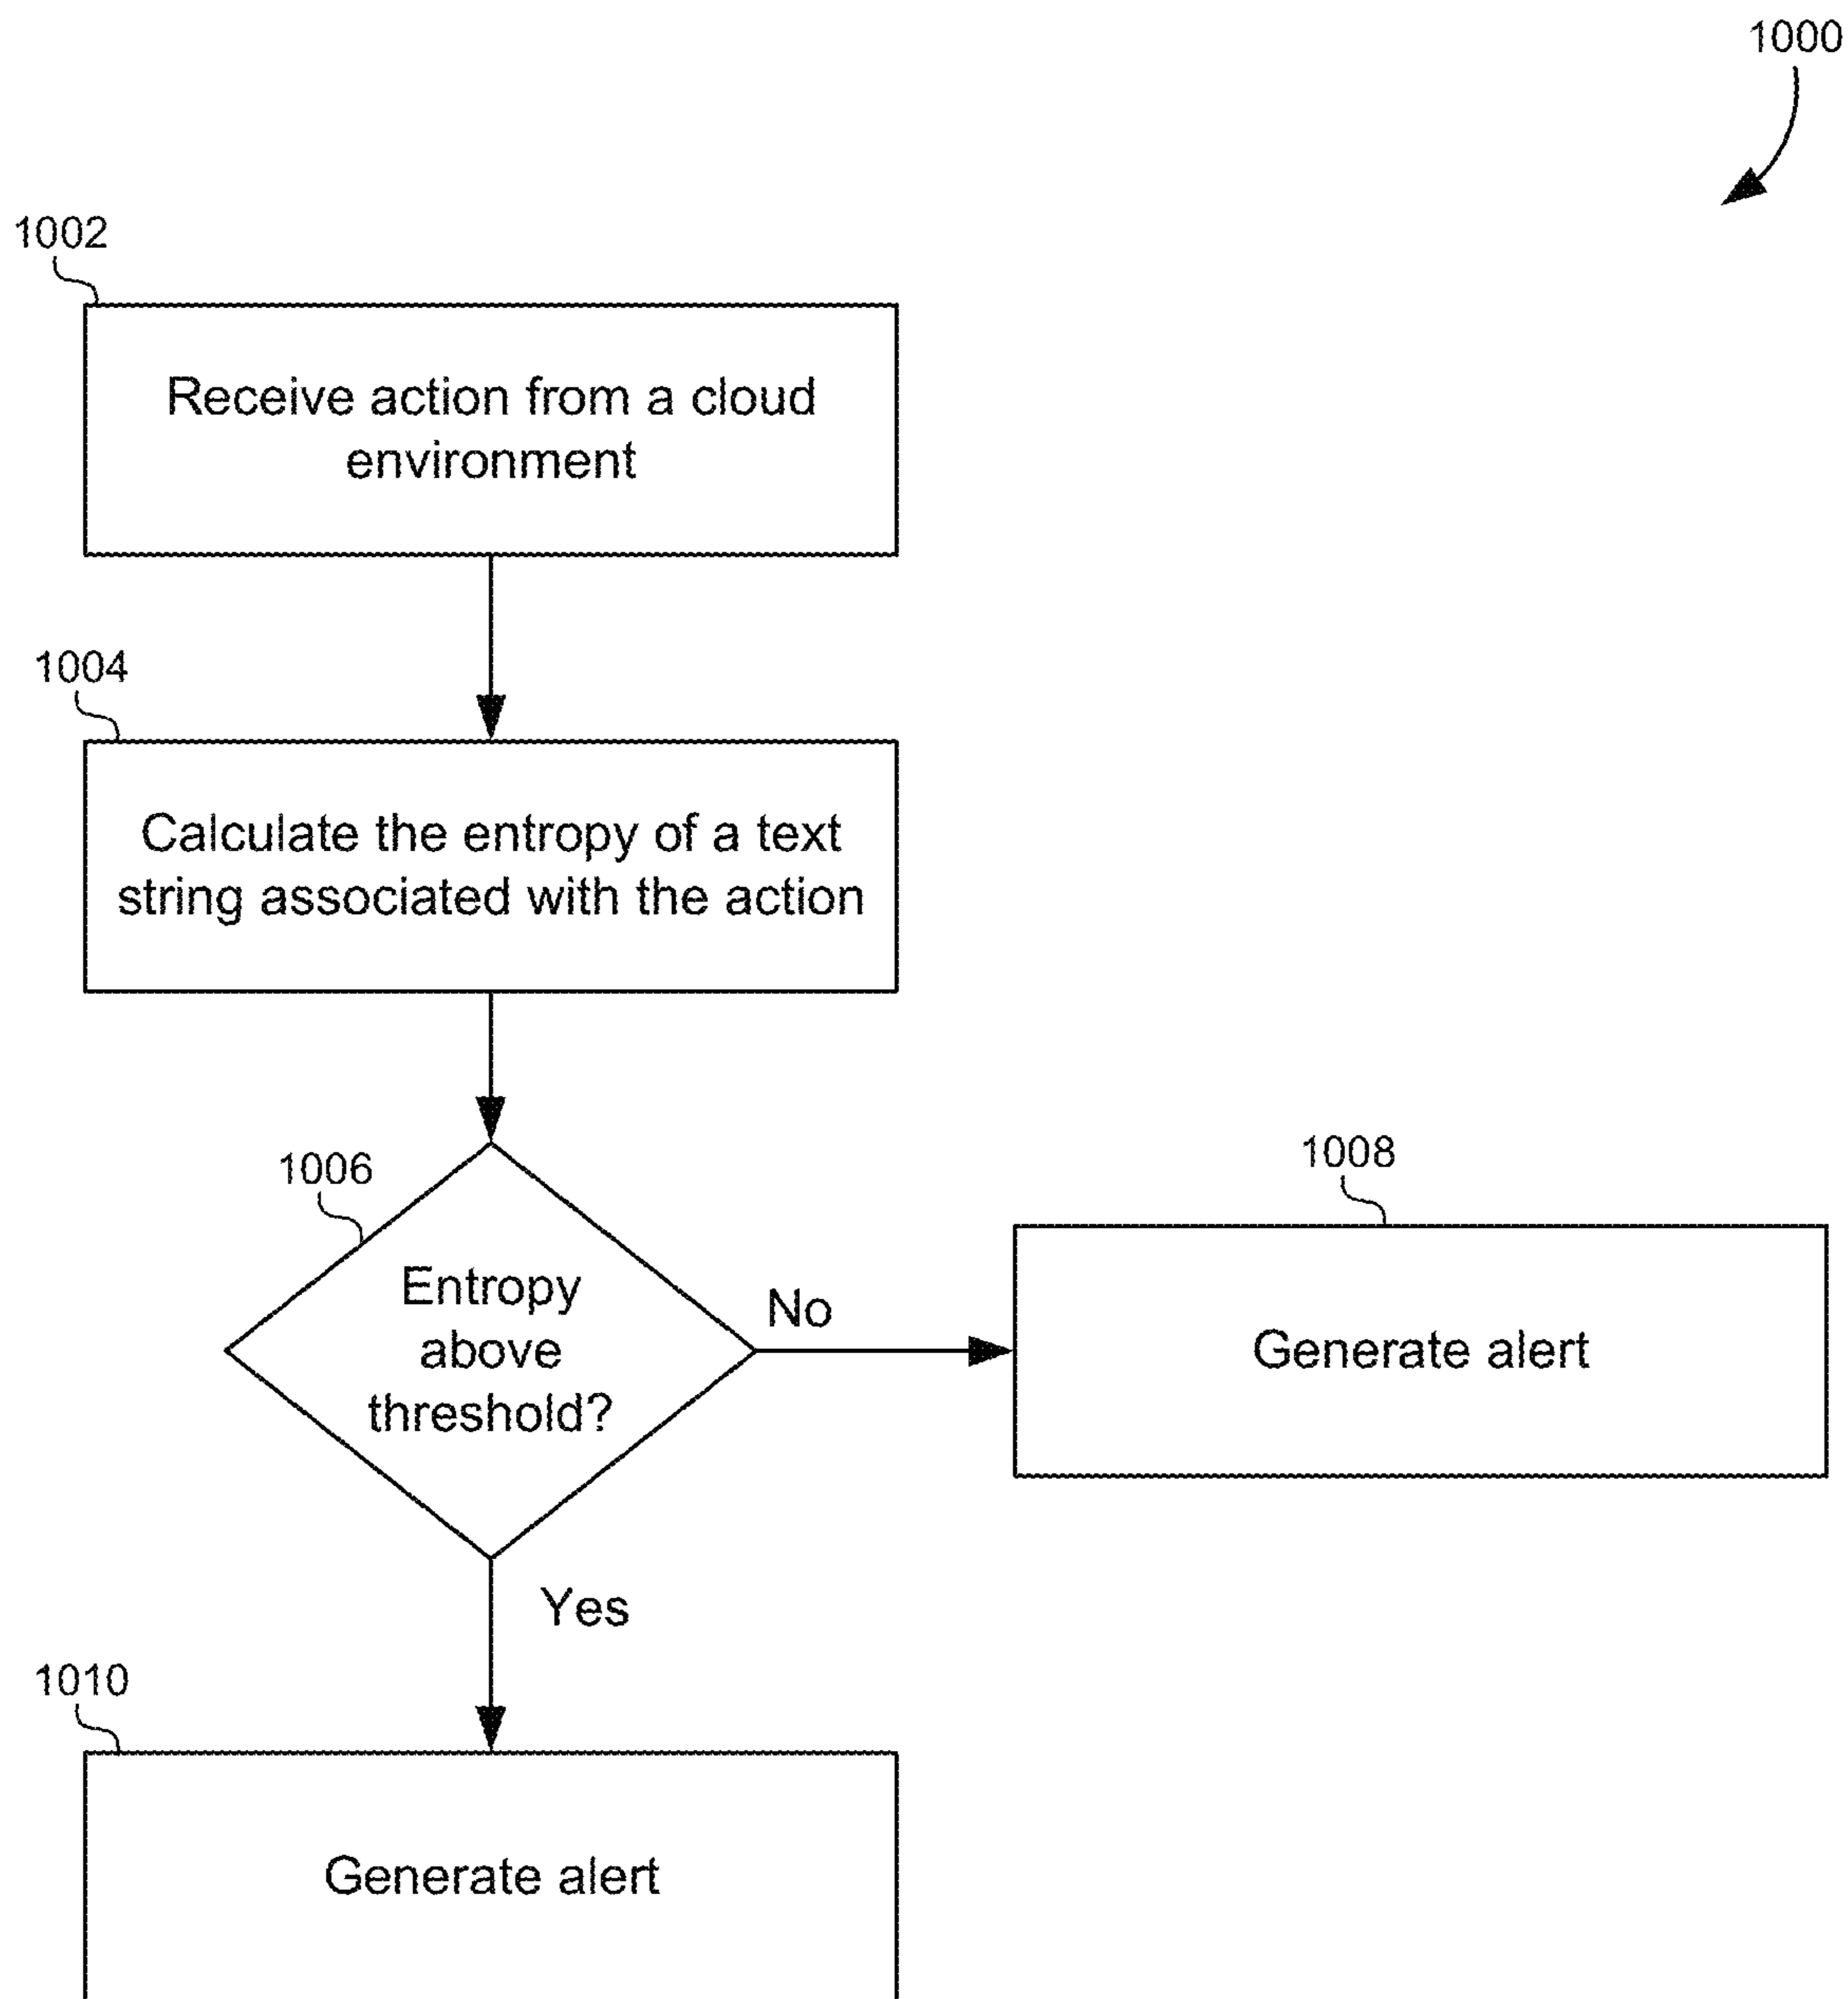 1000
1002
Receive action from a cloud
environment
1004
Calculate the entropy of a text
string associated with the action
1006
Entropy
above
threshold?
No
1008
Generate alert
Yes
1010
Generate alert